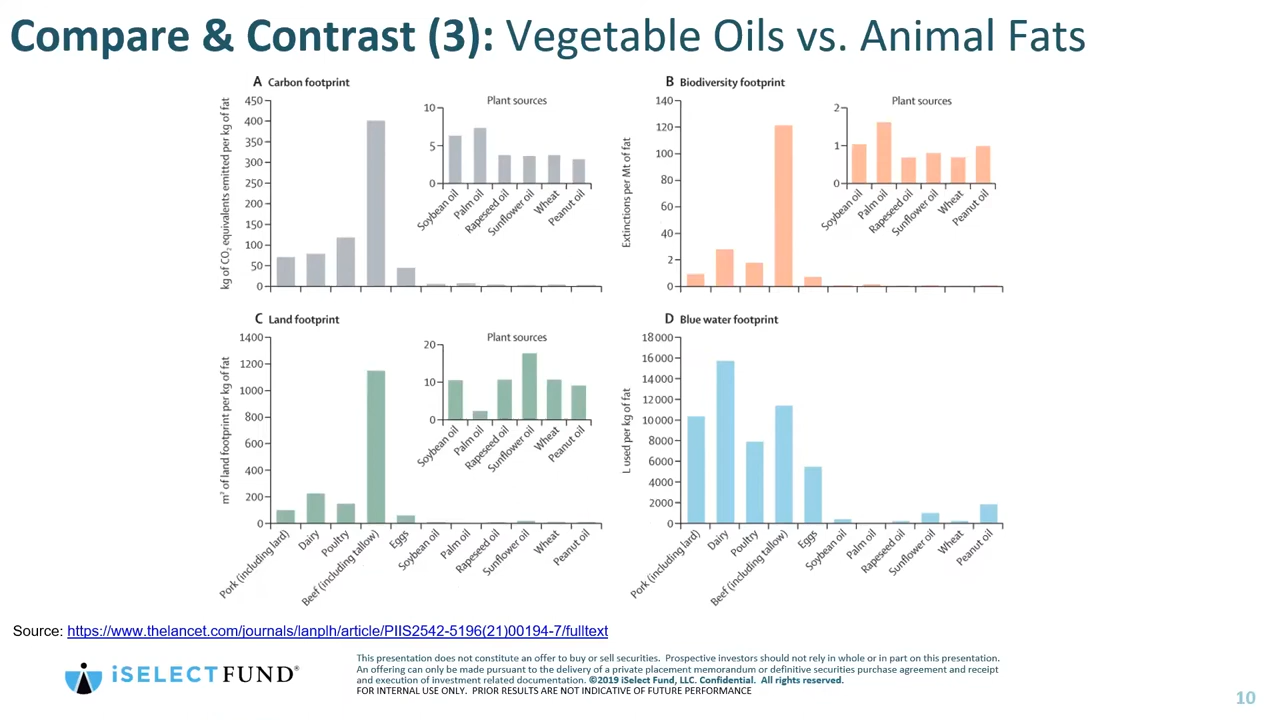 Compare & Contrast (3): Vegetable Oils vs. Animal Fats
A Carbon footprint
kg of CO₂ equivalents emitted per kg of fat
450
400
350
300
250
200
150
100
50
0
Plant sources
10
5
0
Soybean oil
Palm oil
Rapeseed oil
Sunflower oil
Wheat
Peanut oil
B Biodiversity footprint
Extinctions per Mt of fat
140
120
100
80
60
40
2
0
Plant sources
2
1
0
Soybean oil
Palm oil
Rapeseed oil
Sunflower oil
Wheat
Peanut oil
C Land footprint
m² of land footprint per kg of fat
1400
1200
1000
800
600
400
200
0
Plant sources
20
10
0
Soybean oil
Palm oil
Rapeseed oil
Sunflower oil
Wheat
Peanut oil
Pork (including lard)
Dairy
Poultry
Beef (including tallow)
Eggs
Soybean oil
Palm oil
Rapeseed oil
Sunflower oil
Wheat
Peanut oil
D Blue water footprint
L used per kg of fat
18 000
16 000
14 000
12 000
10 000
8000
6000
4000
2000
0
Pork (including lard)
Dairy
Poultry
Beef (including tallow)
Eggs
Soybean oil
Palm oil
Rapeseed oil
Sunflower oil
Wheat
Peanut oil
Source: https://www.thelancet.com/journals/lanplh/article/PIIS2542-5196(21)00194-7/fulltext
iSELECTFUND®
This presentation does not constitute an offer to buy or sell securities. Prospective investors should not rely in whole or in part on this presentation.
An offering can only be made pursuant to the delivery of a private placement memorandum or definitive securities purchase agreement and receipt
and execution of investment related documentation. ©2019 iSelect Fund, LLC. Confidential. All rights reserved.
FOR INTERNAL USE ONLY. PRIOR RESULTS ARE NOT INDICATIVE OF FUTURE PERFORMANCE
10